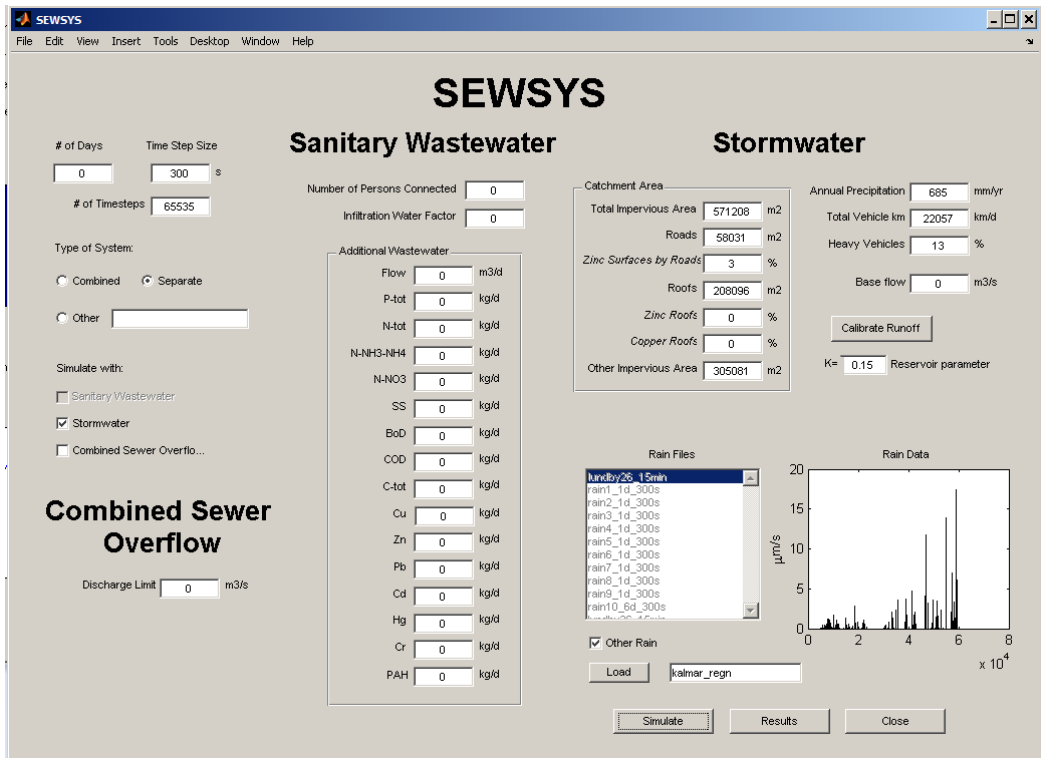 SEWSYS
File Edit View Insert Tools Desktop Window Help
SEWSYS
# of Days Time Step Size
0 300 s
# of Timesteps 65535
Type of System:
Combined Separate
Other
Simulate with:
Sanitary Wastewater
Stormwater
Combined Sewer Overflo...
Combined Sewer
Overflow
Discharge Limit 0 m3/s
Sanitary Wastewater
Number of Persons Connected 0
Infiltration Water Factor 0
Additional Wastewater
Flow 0 m3/d
P-tot 0 kg/d
N-tot 0 kg/d
N-NH3-NH4 0 kg/d
N-NO3 0 kg/d
SS 0 kg/d
BoD 0 kg/d
COD 0 kg/d
C-tot 0 kg/d
Cu 0 kg/d
Zn 0 kg/d
Pb 0 kg/d
Cd 0 kg/d
Hg 0 kg/d
Cr 0 kg/d
PAH 0 kg/d
Stormwater
Catchment Area
Total Impervious Area 571208 m2
Roads 58031 m2
Zinc Surfaces by Roads 3 %
Roofs 208096 m2
Zinc Roofs 0 %
Copper Roofs 0 %
Other Impervious Area 305081 m2
Annual Precipitation 685 mm/yr
Total Vehicle km 22057 km/d
Heavy Vehicles 13 %
Base flow 0 m3/s
Calibrate Runoff
K= 0.15 Reservoir parameter
Rain Files
lundby26_15min
rain1_1d_300s
rain2_1d_300s
rain3_1d_300s
rain4_1d_300s
rain5_1d_300s
rain6_1d_300s
rain7_1d_300s
rain8_1d_300s
rain9_1d_300s
rain10_6d_300s
Other Rain
Load kalmar_regn
Rain Data
20
15
10
5
0
µm/s
0 2 4 6 8
x 10⁴
Simulate Results Close